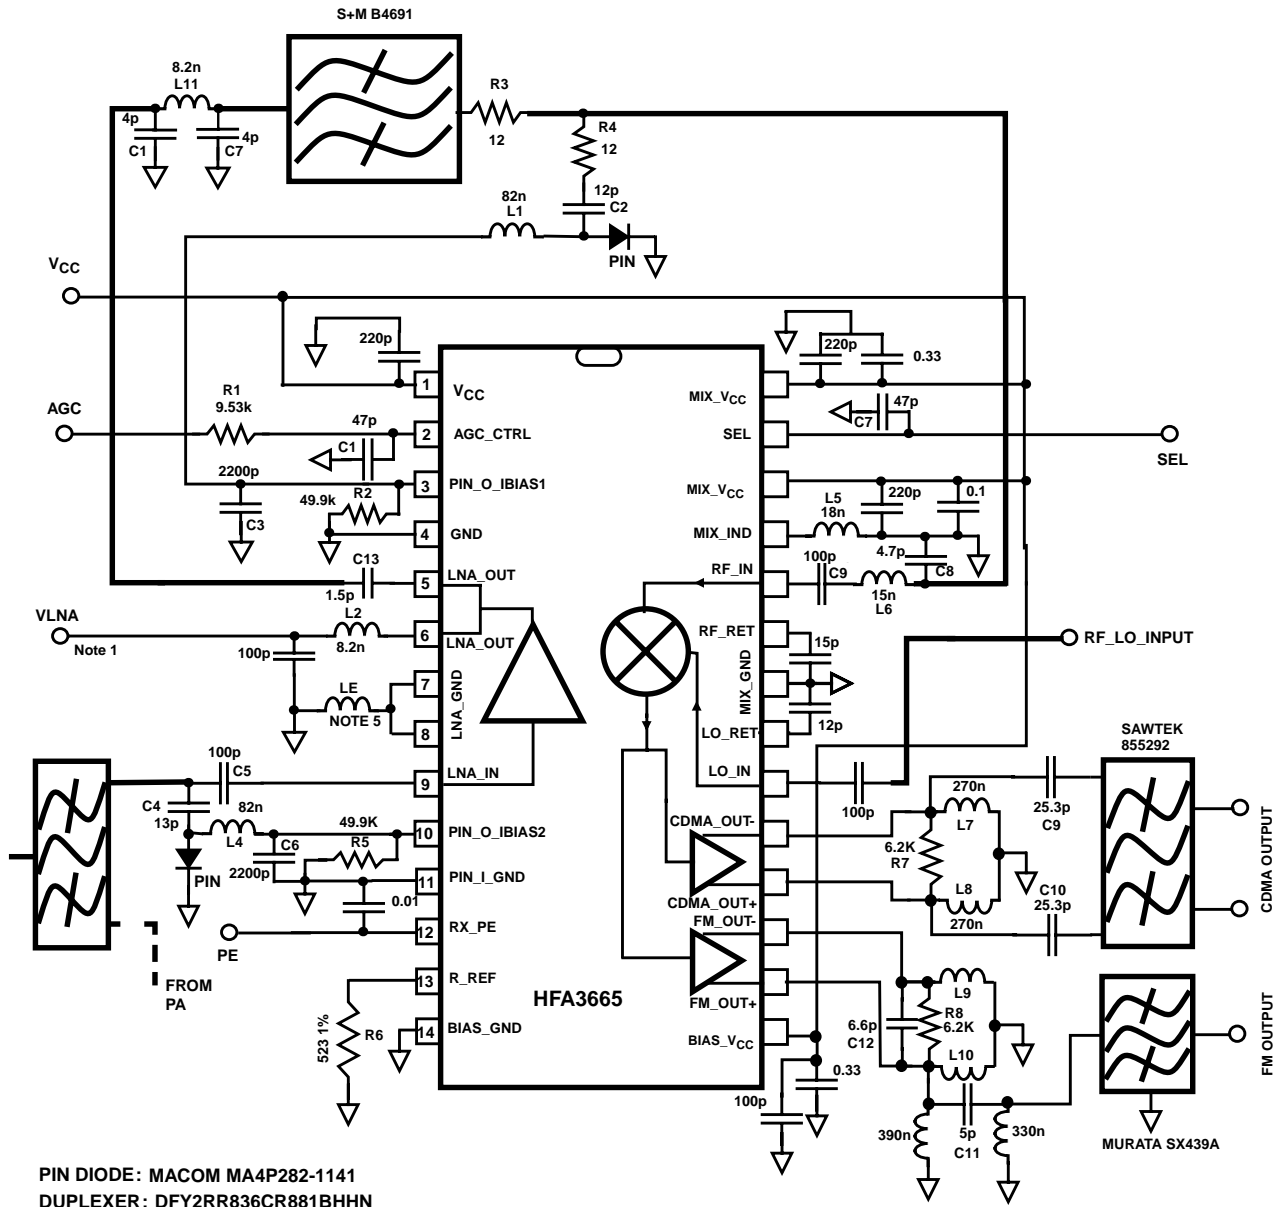 S+M B4691
8.2n
L11
4p
C1
4p
C7
R3
12
R4
12
12p
C2
82n
L1
PIN
VCC
220p
220p
0.33
R1
9.53k
AGC
47p
C1
47p
C7
SEL
2200p
C3
49.9k
R2
L5
18n
220p
0.1
C13
1.5p
100p
C9
4.7p
C8
15n
L6
VLNA
Note 1
L2
8.2n
100p
LE
NOTE 5
15p
12p
RF_LO_INPUT
1 VCC
2 AGC_CTRL
3 PIN_O_IBIAS1
4 GND
5 LNA_OUT
6 LNA_OUT
7
8
LNA_GND
9 LNA_IN
10 PIN_O_IBIAS2
11 PIN_I_GND
12 RX_PE
13 R_REF
14 BIAS_GND
MIX_VCC
SEL
MIX_VCC
MIX_IND
RF_IN
RF_RET
MIX_GND
LO_RET
LO_IN
CDMA_OUT-
CDMA_OUT+
FM_OUT-
FM_OUT+
BIAS_VCC
HFA3665
100p
C5
C4
13p
82n
L4
PIN
C6
2200p
49.9K
R5
0.01
PE
FROM
PA
523 1%
R6
100p
SAWTEK
855292
270n
L7
6.2K
R7
L8
270n
25.3p
C9
C10
25.3p
CDMA OUTPUT
L9
R8
6.2K
6.6p
C12
L10
0.33
100p
390n
5p
C11
330n
FM OUTPUT
MURATA SX439A
PIN DIODE: MACOM MA4P282-1141
DUPLEXER: DFY2RR836CR881BHHN